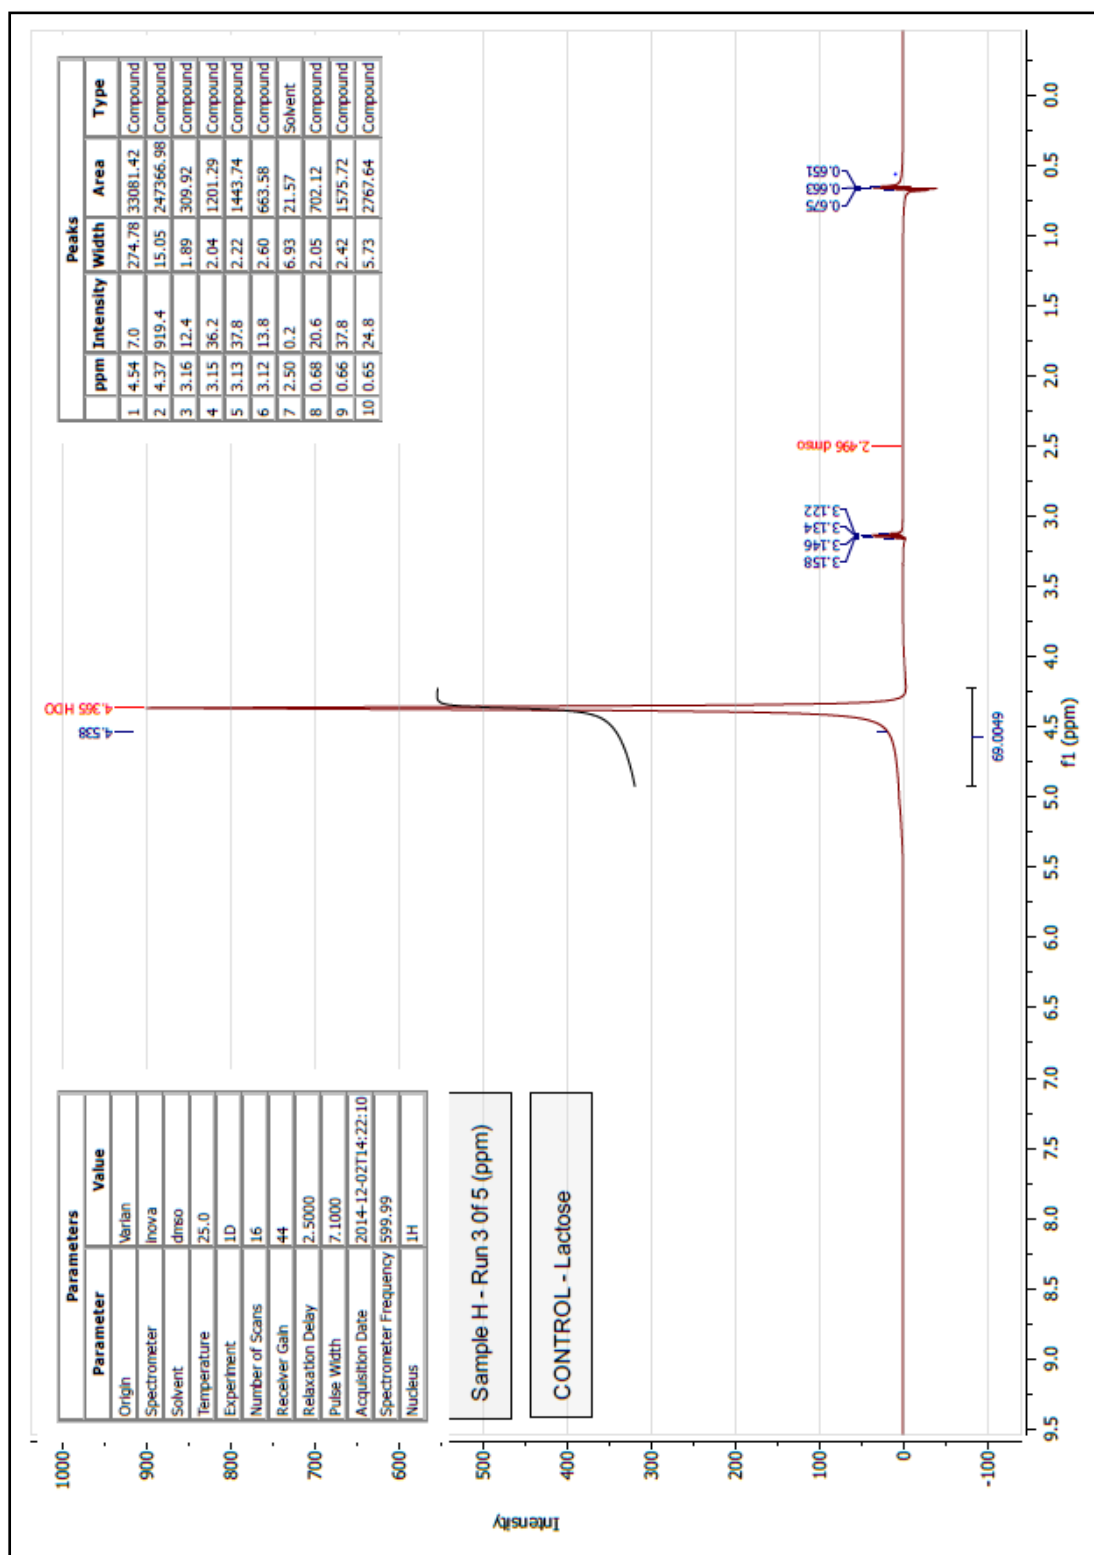 Parameters
Parameter Value
Origin Varian
Spectrometer inova
Solvent dmso
Temperature 25.0
Experiment 1D
Number of Scans 16
Receiver Gain 44
Relaxation Delay 2.5000
Pulse Width 7.1000
Acquisition Date 2014-12-02T14:22:10
Spectrometer Frequency 599.99
Nucleus 1H
Sample H - Run 3 0f 5 (ppm)
CONTROL - Lactose
Peaks
ppm Intensity Width Area Type
1 4.54 7.0 274.78 33081.42 Compound
2 4.37 919.4 15.05 247366.98 Compound
3 3.16 12.4 1.89 309.92 Compound
4 3.15 36.2 2.04 1201.29 Compound
5 3.13 37.8 2.22 1443.74 Compound
6 3.12 13.8 2.60 663.58 Compound
7 2.50 0.2 6.93 21.57 Solvent
8 0.68 20.6 2.05 702.12 Compound
9 0.66 37.8 2.42 1575.72 Compound
10 0.65 24.8 5.73 2767.64 Compound
4.538
4.365 HDO
3.158
3.146
3.134
3.122
2.496 dmso
0.675
0.663
0.651
69.0049
Intensity
1000
900
800
700
600
500
400
300
200
100
0
-100
9.5 9.0 8.5 8.0 7.5 7.0 6.5 6.0 5.5 5.0 4.5 4.0 3.5 3.0 2.5 2.0 1.5 1.0 0.5 0.0
f1 (ppm)